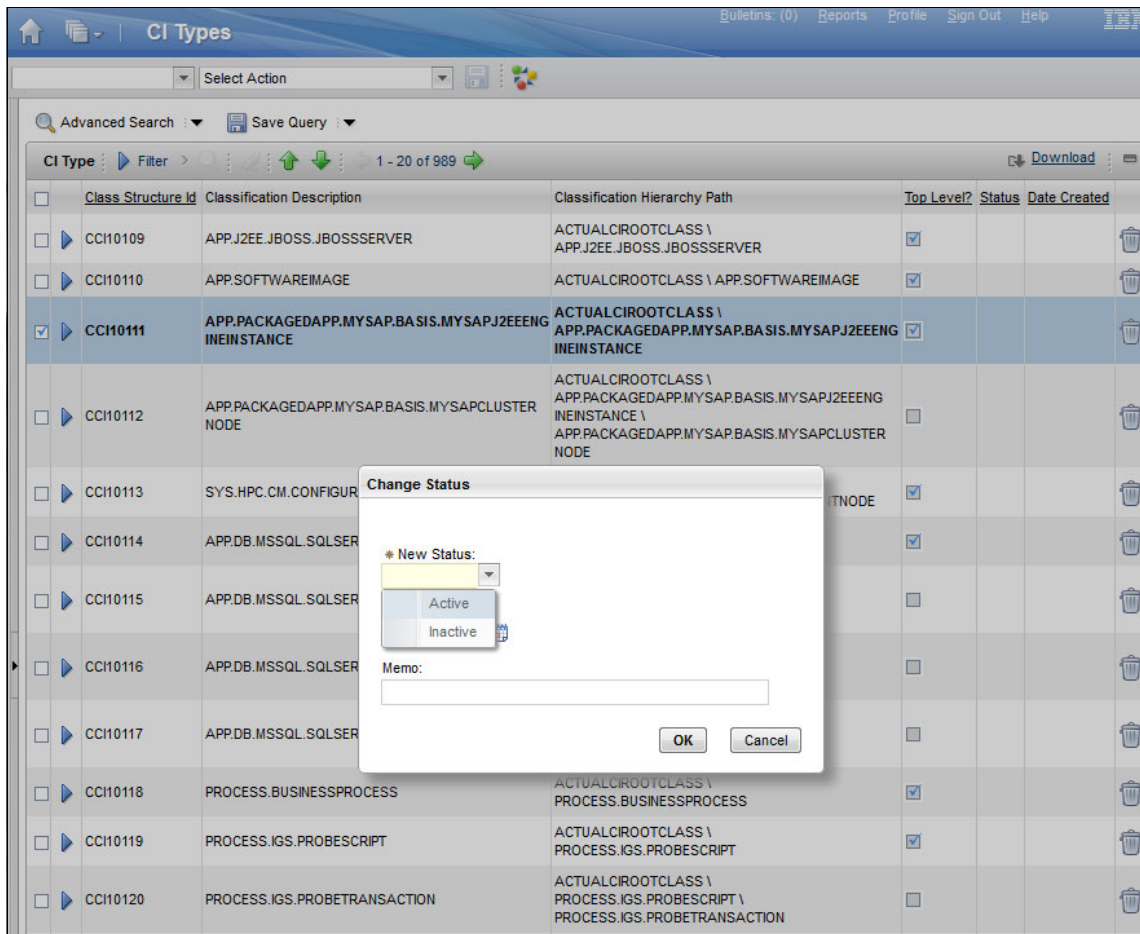 Bulletins: (0) Reports Profile Sign Out Help IBM
CI Types
Select Action
Advanced Search Save Query
CI Type Filter > 1 - 20 of 989 Download
Class Structure Id Classification Description Classification Hierarchy Path Top Level? Status Date Created
CCI10109 APP.J2EE.JBOSS.JBOSSSERVER ACTUALCIROOTCLASS \
APP.J2EE.JBOSS.JBOSSSERVER
CCI10110 APP.SOFTWAREIMAGE ACTUALCIROOTCLASS \ APP.SOFTWAREIMAGE
CCI10111 APP.PACKAGEDAPP.MYSAP.BASIS.MYSAPJ2EEENG
INEINSTANCE
ACTUALCIROOTCLASS \
APP.PACKAGEDAPP.MYSAP.BASIS.MYSAPJ2EEENG
INEINSTANCE
CCI10112 APP.PACKAGEDAPP.MYSAP.BASIS.MYSAPCLUSTER
NODE
ACTUALCIROOTCLASS \
APP.PACKAGEDAPP.MYSAP.BASIS.MYSAPJ2EEENG
INEINSTANCE \
APP.PACKAGEDAPP.MYSAP.BASIS.MYSAPCLUSTER
NODE
CCI10113 SYS.HPC.CM.CONFIGUR
TNODE
CCI10114 APP.DB.MSSQL.SQLSER
CCI10115 APP.DB.MSSQL.SQLSER
CCI10116 APP.DB.MSSQL.SQLSER
CCI10117 APP.DB.MSSQL.SQLSER
Change Status
* New Status:
Active
Inactive
Memo:
OK Cancel
CCI10118 PROCESS.BUSINESSPROCESS ACTUALCIROOTCLASS \
PROCESS.BUSINESSPROCESS
CCI10119 PROCESS.IGS.PROBESCRIPT ACTUALCIROOTCLASS \
PROCESS.IGS.PROBESCRIPT
CCI10120 PROCESS.IGS.PROBETRANSACTION ACTUALCIROOTCLASS \
PROCESS.IGS.PROBESCRIPT \
PROCESS.IGS.PROBETRANSACTION